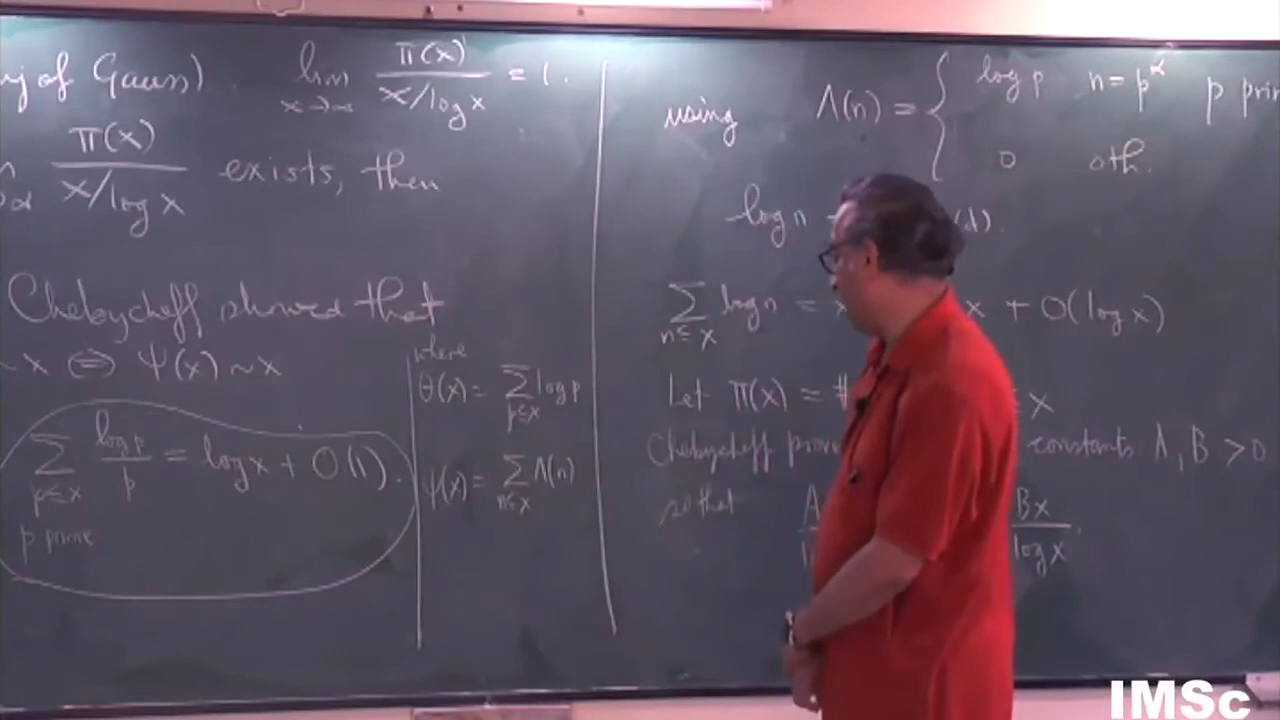 of Gauss) lim x→∞ π(x) / x/log x = 1.
π(x) / x/log x exists, then
Chebycheff showed that
~x ⇔ ψ(x) ~x
∑ p≤x log p / p = log x + O(1).
p prime
where
θ(x) = ∑ p≤x log p
ψ(x) = ∑ n≤x Λ(n)
using Λ(n) = { log p n = p^α p prin
0 oth.
log n (d).
∑ n≤x log n = x + O(log x)
Let π(x) = # ≤ x
Chebycheff prove constants A, B > 0
so that A Bx / log x.
IMSc